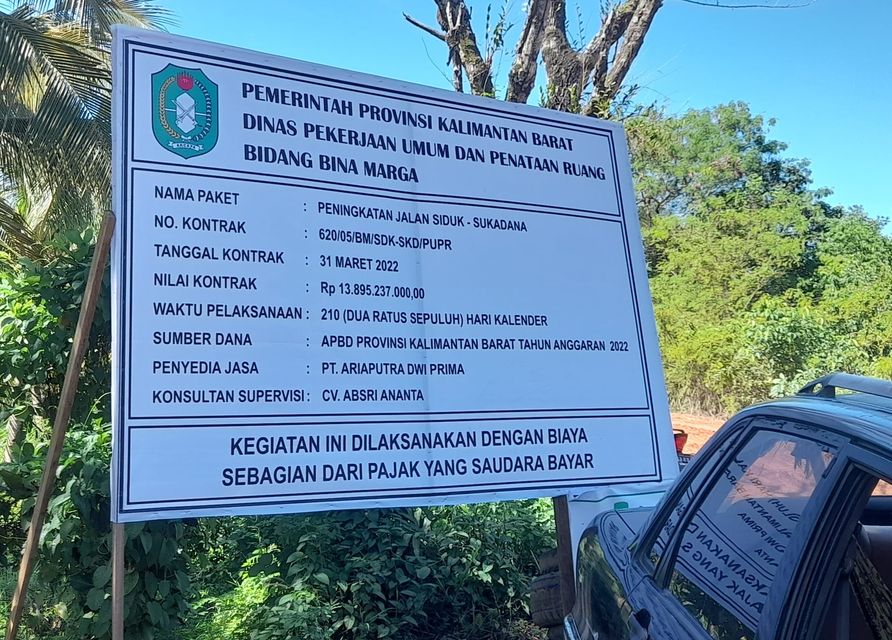 PEMERINTAH PROVINSI KALIMANTAN BARAT
DINAS PEKERJAAN UMUM DAN PENATAAN RUANG
BIDANG BINA MARGA
NAMA PAKET : PENINGKATAN JALAN SIDUK - SUKADANA
NO. KONTRAK : 620/05/BM/SDK-SKD/PUPR
TANGGAL KONTRAK : 31 MARET 2022
NILAI KONTRAK : Rp 13.895.237.000,00
WAKTU PELAKSANAAN : 210 (DUA RATUS SEPULUH) HARI KALENDER
SUMBER DANA : APBD PROVINSI KALIMANTAN BARAT TAHUN ANGGARAN 2022
PENYEDIA JASA : PT. ARIAPUTRA DWI PRIMA
KONSULTAN SUPERVISI : CV. ABSRI ANANTA
KEGIATAN INI DILAKSANAKAN DENGAN BIAYA
SEBAGIAN DARI PAJAK YANG SAUDARA BAYAR